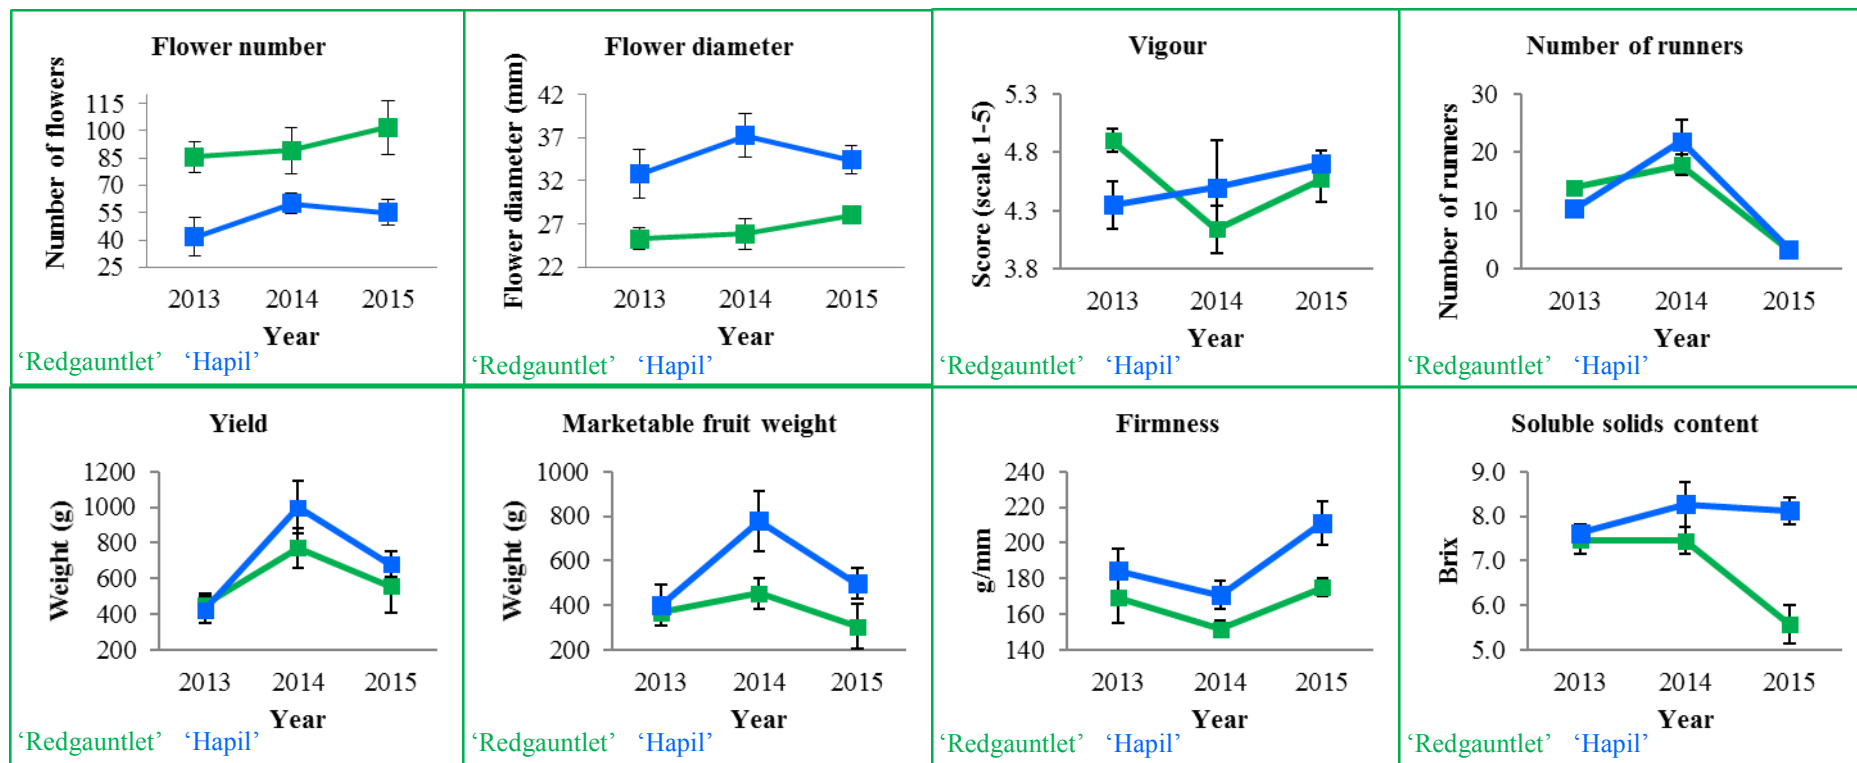 Flower number
Number of flowers
115
100
85
70
55
40
25
2013 2014 2015
Year
‘Redgauntlet’ ‘Hapil’
Flower diameter
Flower diameter (mm)
42
37
32
27
22
2013 2014 2015
Year
‘Redgauntlet’ ‘Hapil’
Vigour
Score (scale 1-5)
5.3
4.8
4.3
3.8
2013 2014 2015
Year
‘Redgauntlet’ ‘Hapil’
Number of runners
Number of runners
30
20
10
0
2013 2014 2015
Year
‘Redgauntlet’ ‘Hapil’
Yield
Weight (g)
1200
1000
800
600
400
200
2013 2014 2015
Year
‘Redgauntlet’ ‘Hapil’
Marketable fruit weight
Weight (g)
1000
800
600
400
200
2013 2014 2015
Year
‘Redgauntlet’ ‘Hapil’
Firmness
g/mm
240
220
200
180
160
140
2013 2014 2015
Year
‘Redgauntlet’ ‘Hapil’
Soluble solids content
Brix
9.0
8.0
7.0
6.0
5.0
2013 2014 2015
Year
‘Redgauntlet’ ‘Hapil’